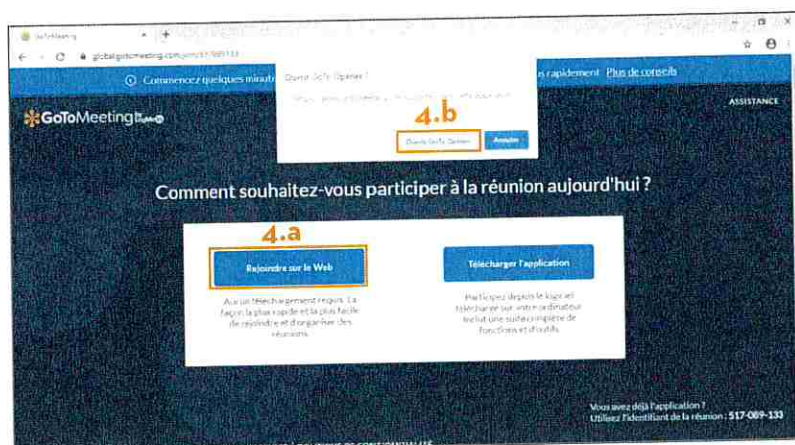 GoToMeeting
global.gotomeeting.com/join/517089133
Commencez quelques minut
Ouvrir GoTo Opener ?
s rapidement. Plus de conseils
4.b
Ouvrir GoTo Opener
Annuler
GoToMeeting
ASSISTANCE
Comment souhaitez-vous participer à la réunion aujourd'hui ?
4.a
Rejoindre sur le Web
Télécharger l'application
Aucun téléchargement requis. La
façon la plus rapide et la plus facile
de rejoindre et d'organiser des
réunions.
Participez depuis le logiciel
téléchargé sur votre ordinateur
Inclut une suite complète de
fonctions et d'outils.
Vous avez déjà l'application ?
Utilisez l'identifiant de la réunion : 517-089-133
POLITIQUE DE CONFIDENTIALITÉ